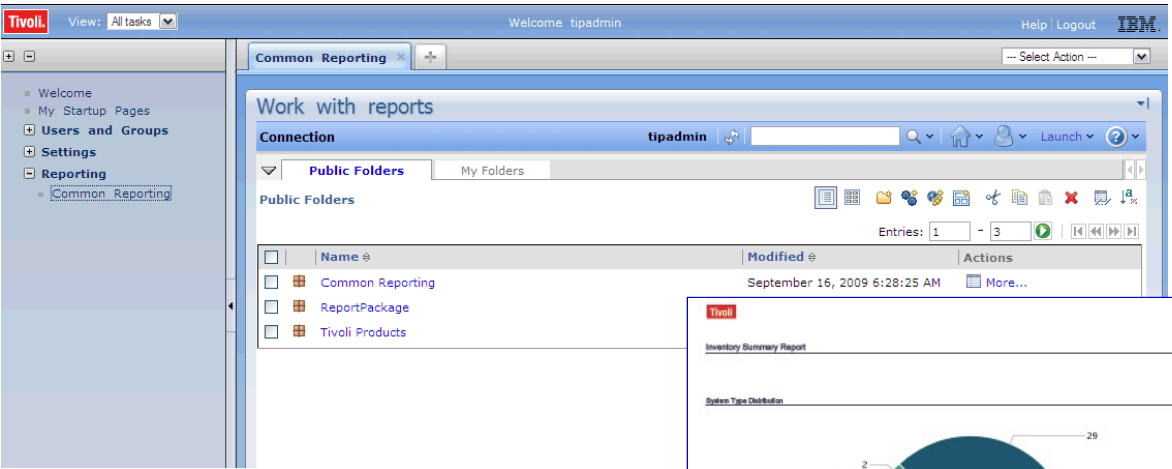 Tivoli. View: All tasks Welcome tipadmin Help | Logout IBM.
Common Reporting × --- Select Action ---
Welcome
My Startup Pages
Users and Groups
Settings
Reporting
Common Reporting
Work with reports
Connection tipadmin Launch
Public Folders My Folders
Public Folders
Entries: 1 - 3
Name Modified Actions
Common Reporting September 16, 2009 6:28:25 AM More...
ReportPackage
Tivoli Products
Tivoli
Inventory Summary Report
System Type Distribution
29
2